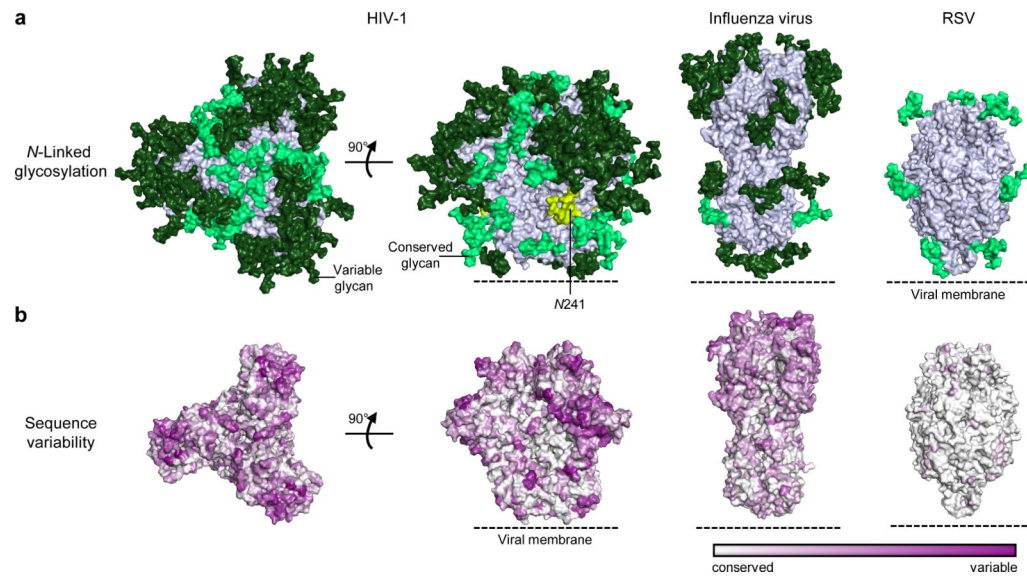 a
HIV-1
Influenza virus
RSV
N-Linked
glycosylation
90°
Conserved
glycan
Variable
glycan
N241
Viral membrane
b
Sequence
variability
90°
Viral membrane
conserved
variable